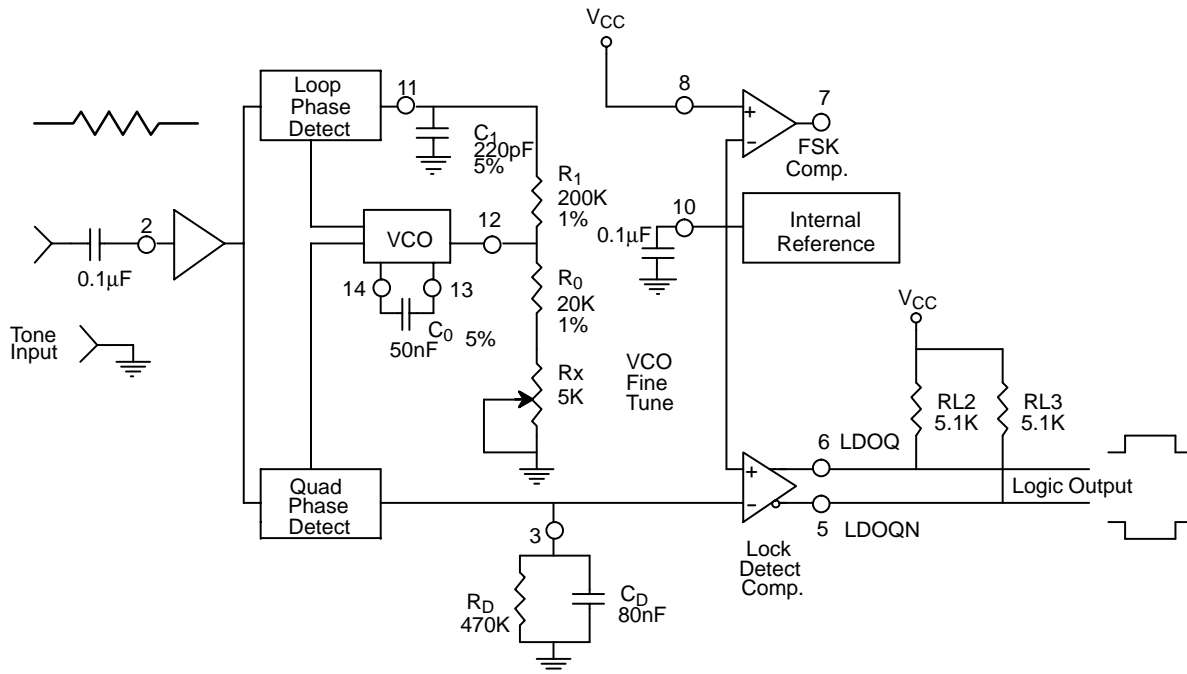 VCC
Loop
Phase
Detect
11
C1
220pF
5%
8
+
−
7
FSK
Comp.
R1
200K
1%
2
0.1µF
VCO
12
14
13
C0 5%
50nF
R0
20K
1%
10
0.1µF
Internal
Reference
Tone
Input
Rx
5K
VCO
Fine
Tune
VCC
RL2
5.1K
RL3
5.1K
Quad
Phase
Detect
+
−
6 LDOQ
Logic Output
5 LDOQN
Lock
Detect
Comp.
3
RD
470K
CD
80nF